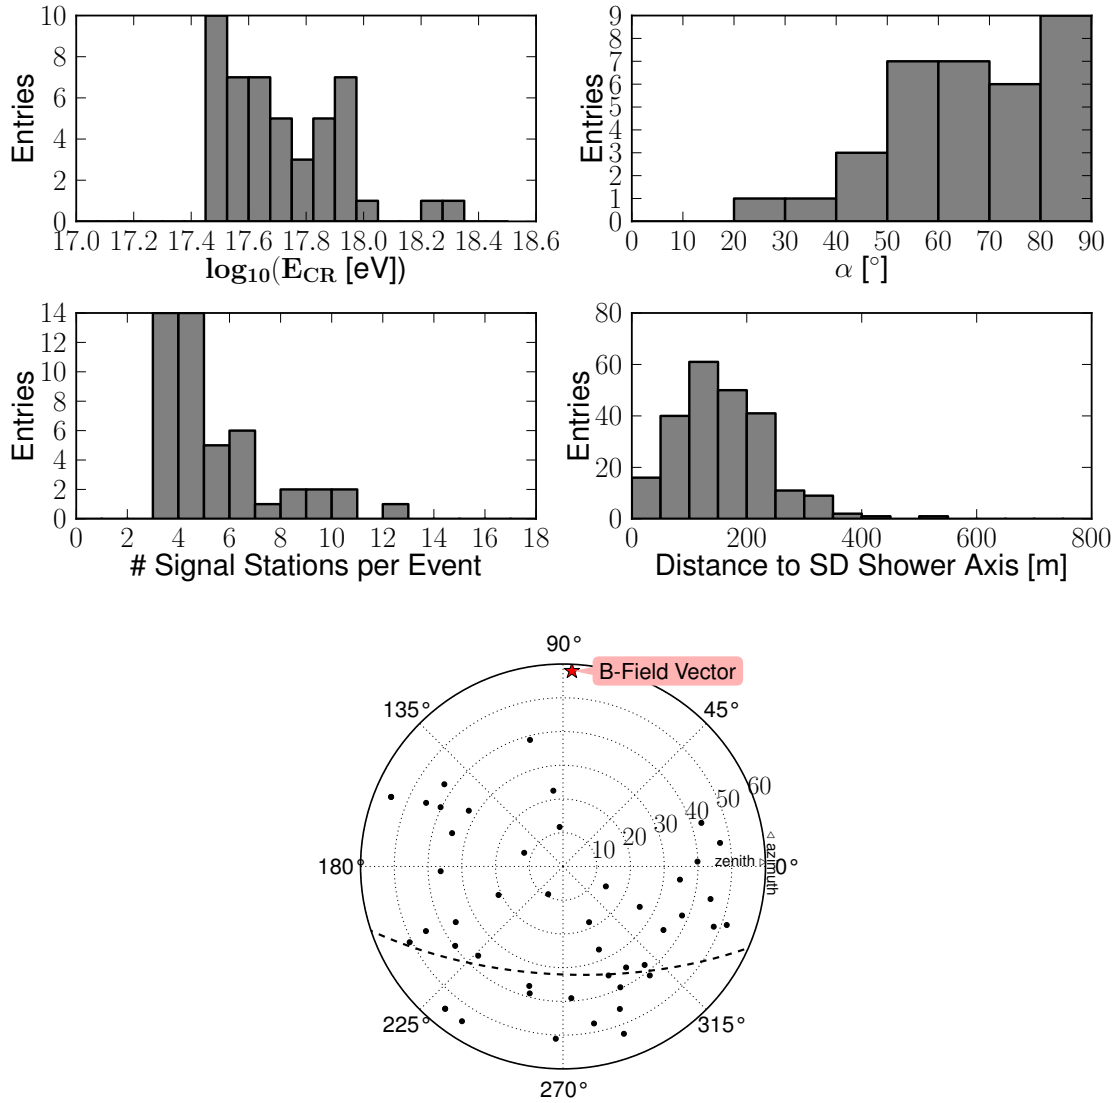 10
8
6
4
2
0
Entries
17.0 17.2 17.4 17.6 17.8 18.0 18.2 18.4 18.6
log10(ECR [eV])
9
8
7
6
5
4
3
2
1
0
Entries
0 10 20 30 40 50 60 70 80 90
α [°]
14
12
10
8
6
4
2
0
Entries
0 2 4 6 8 10 12 14 16 18
# Signal Stations per Event
80
60
40
20
0
Entries
0 200 400 600 800
Distance to SD Shower Axis [m]
90°
B-Field Vector
135°
45°
10 20 30 40 50 60
180°
zenith ▹
◃ azimuth
0°
225°
315°
270°